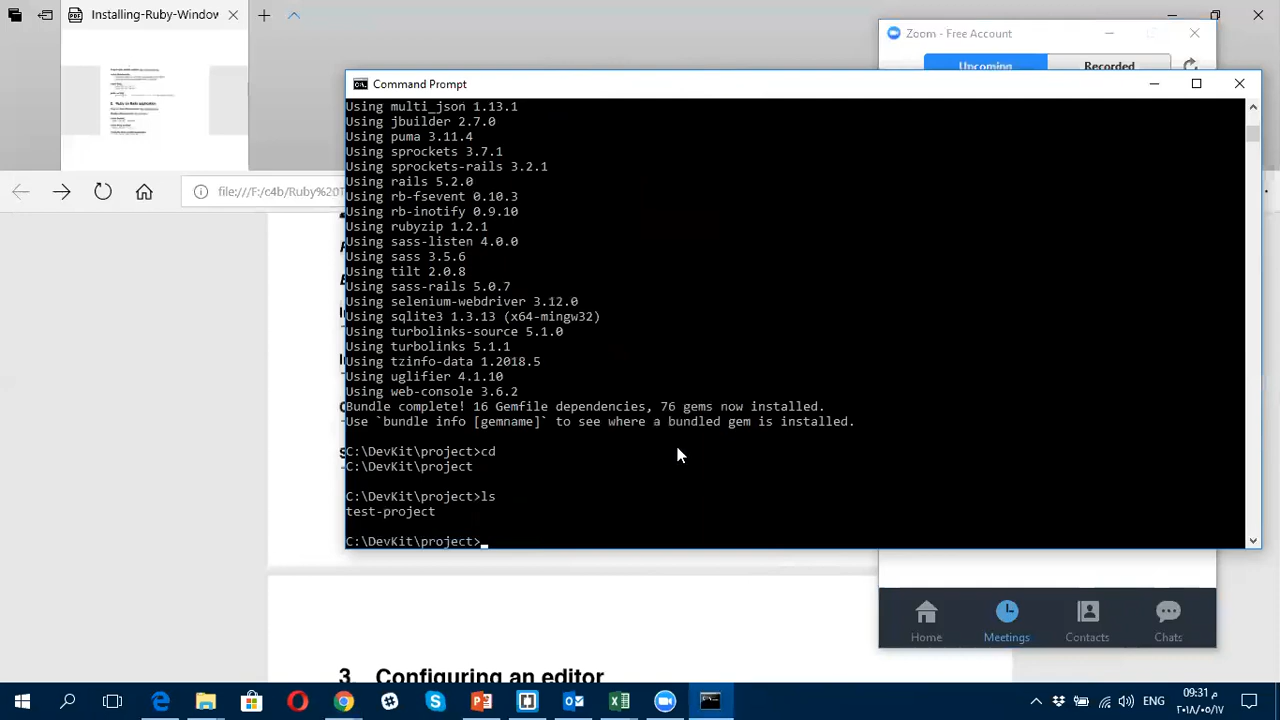 Installing-Ruby-Window
Zoom - Free Account
Upcoming
Recorded
Command Prompt
file:///F:/c4b/Ruby%20T
Using multi_json 1.13.1
Using jbuilder 2.7.0
Using puma 3.11.4
Using sprockets 3.7.1
Using sprockets-rails 3.2.1
Using rails 5.2.0
Using rb-fsevent 0.10.3
Using rb-inotify 0.9.10
Using rubyzip 1.2.1
Using sass-listen 4.0.0
Using sass 3.5.6
Using tilt 2.0.8
Using sass-rails 5.0.7
Using selenium-webdriver 3.12.0
Using sqlite3 1.3.13 (x64-mingw32)
Using turbolinks-source 5.1.0
Using turbolinks 5.1.1
Using tzinfo-data 1.2018.5
Using uglifier 4.1.10
Using web-console 3.6.2
Bundle complete! 16 Gemfile dependencies, 76 gems now installed.
Use `bundle info [gemname]` to see where a bundled gem is installed.
C:\DevKit\project>cd
C:\DevKit\project
C:\DevKit\project>ls
test-project
C:\DevKit\project>
Home
Meetings
Contacts
Chats
3 Configuring an editor
ENG
09:31 م
٢٠١٨/٠٥/١٧